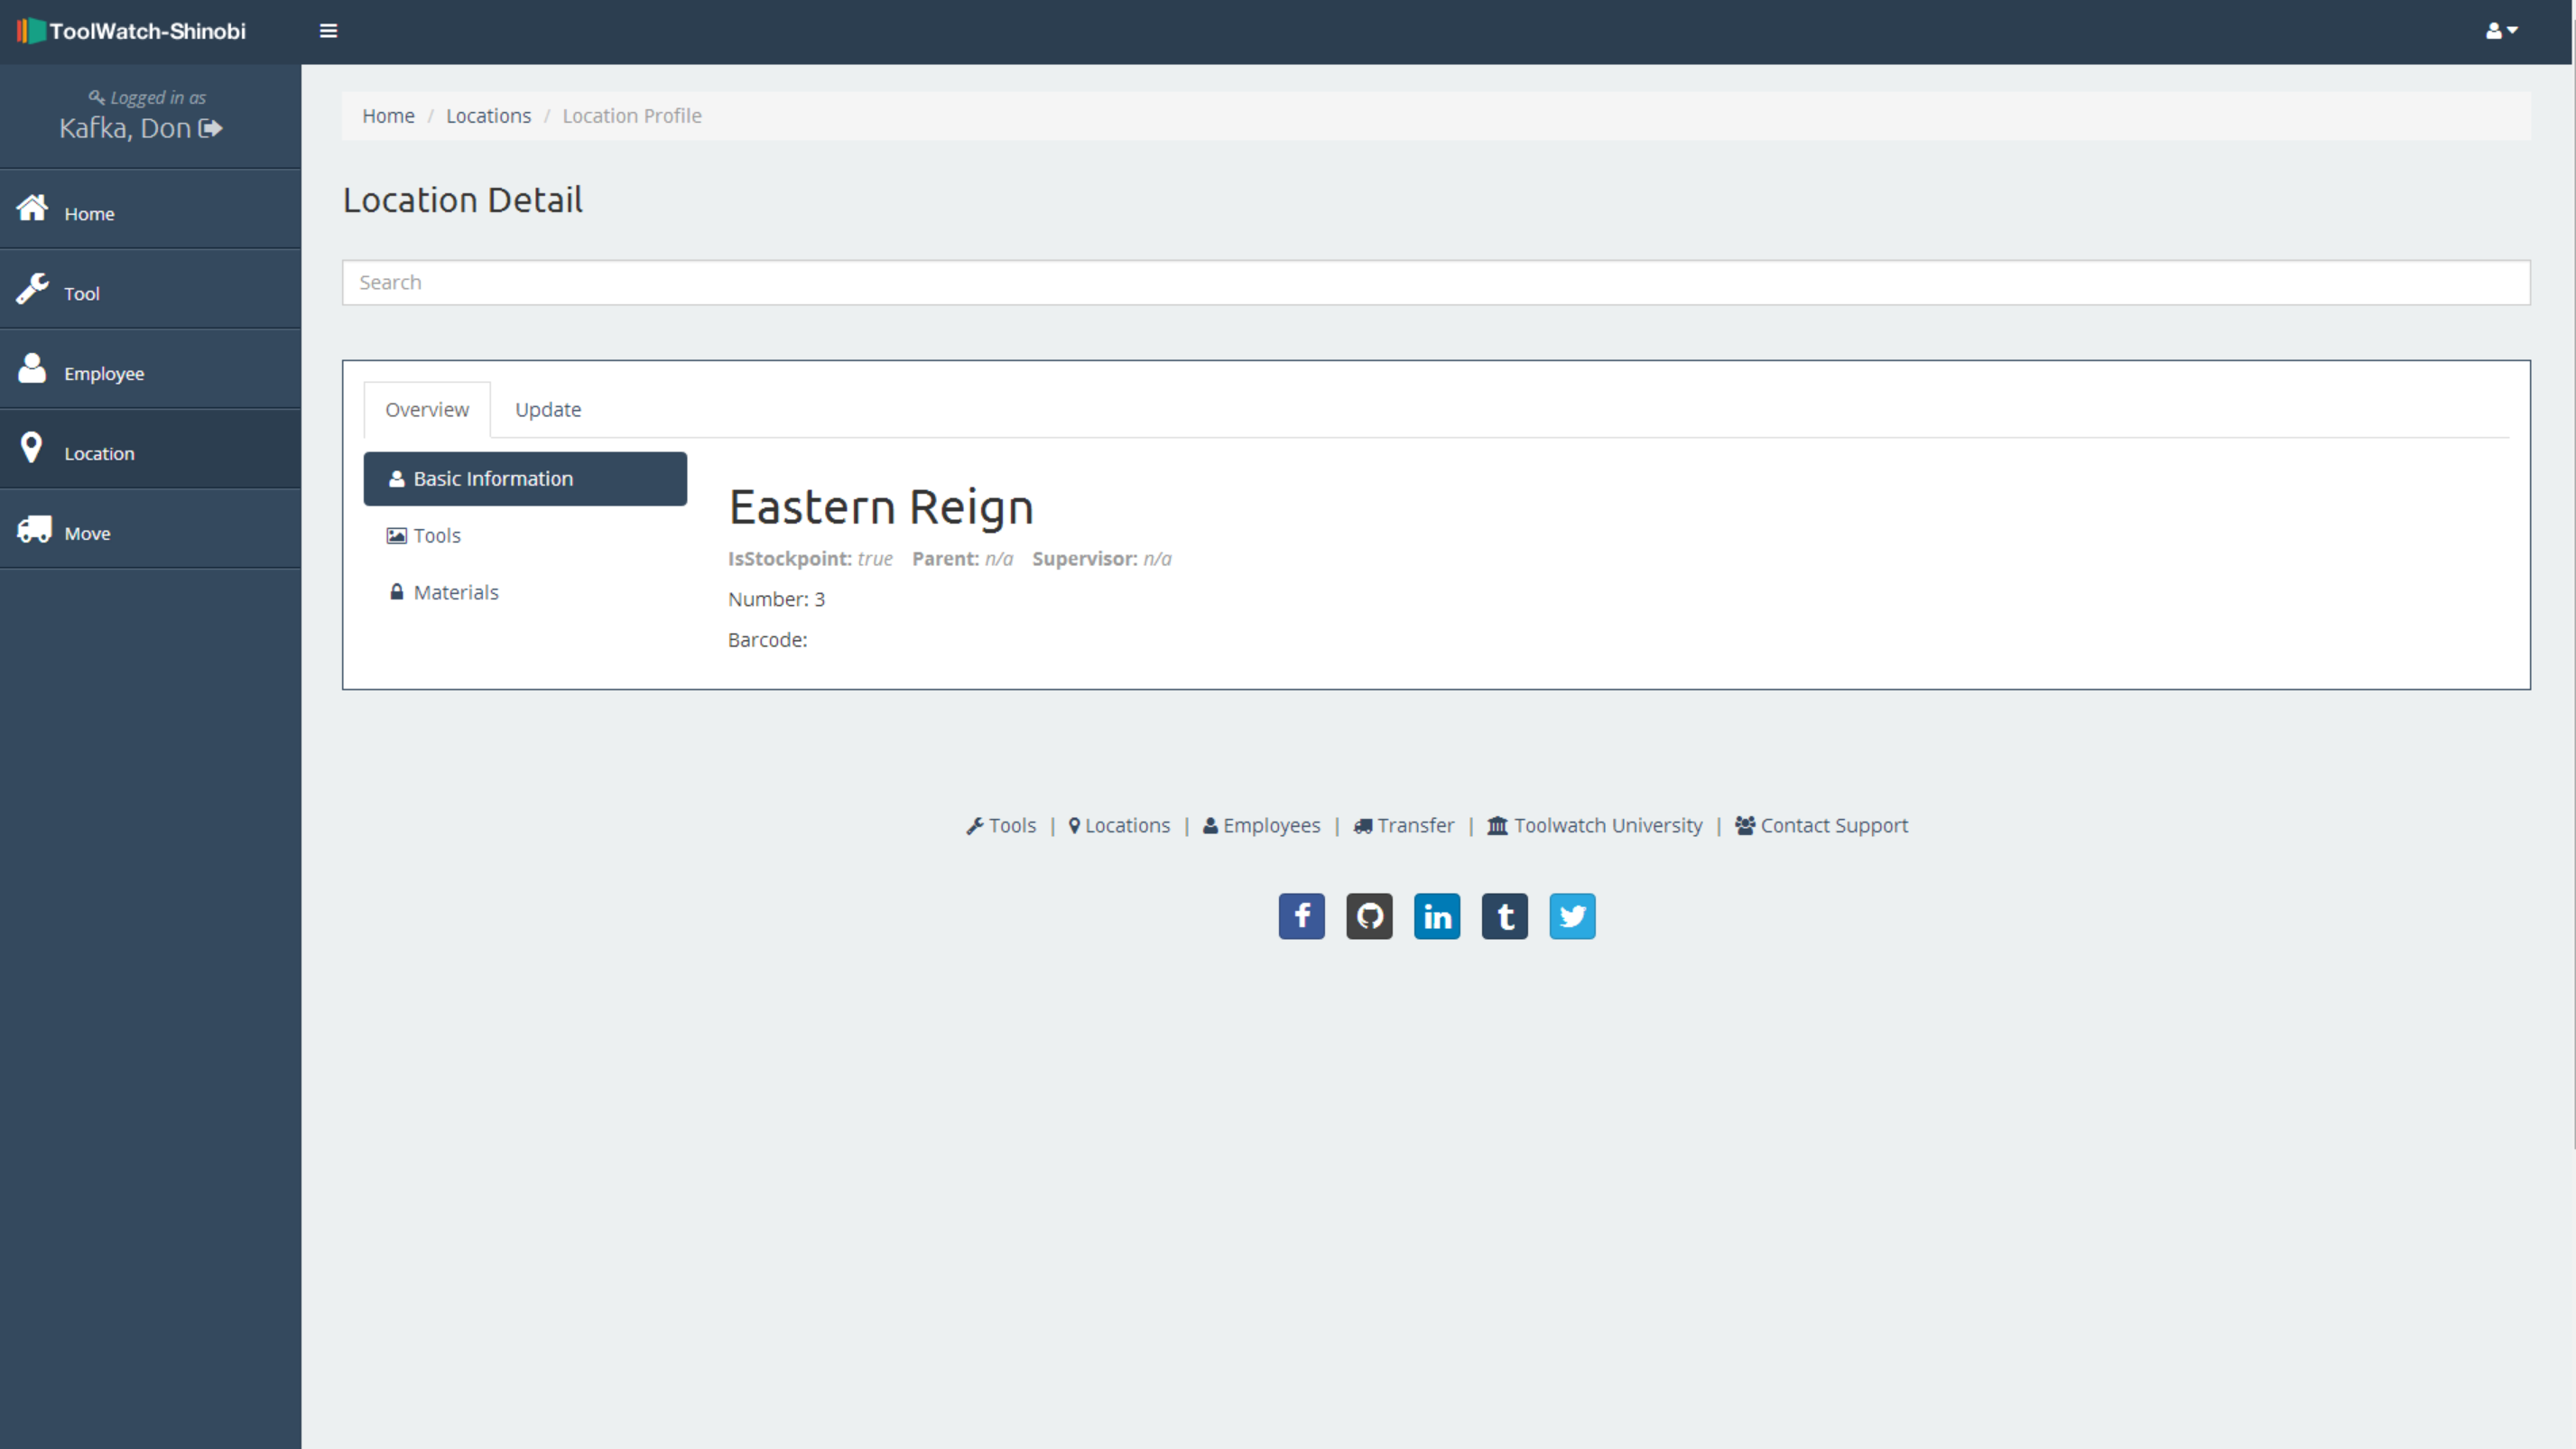 ToolWatch-Shinobi
Logged in as
Kafka, Don
Home
Tool
Employee
Location
Move
Home / Locations / Location Profile
Location Detail
Search
Overview Update
Basic Information
Tools
Materials
Eastern Reign
IsStockpoint: true Parent: n/a Supervisor: n/a
Number: 3
Barcode:
Tools | Locations | Employees | Transfer | Toolwatch University | Contact Support